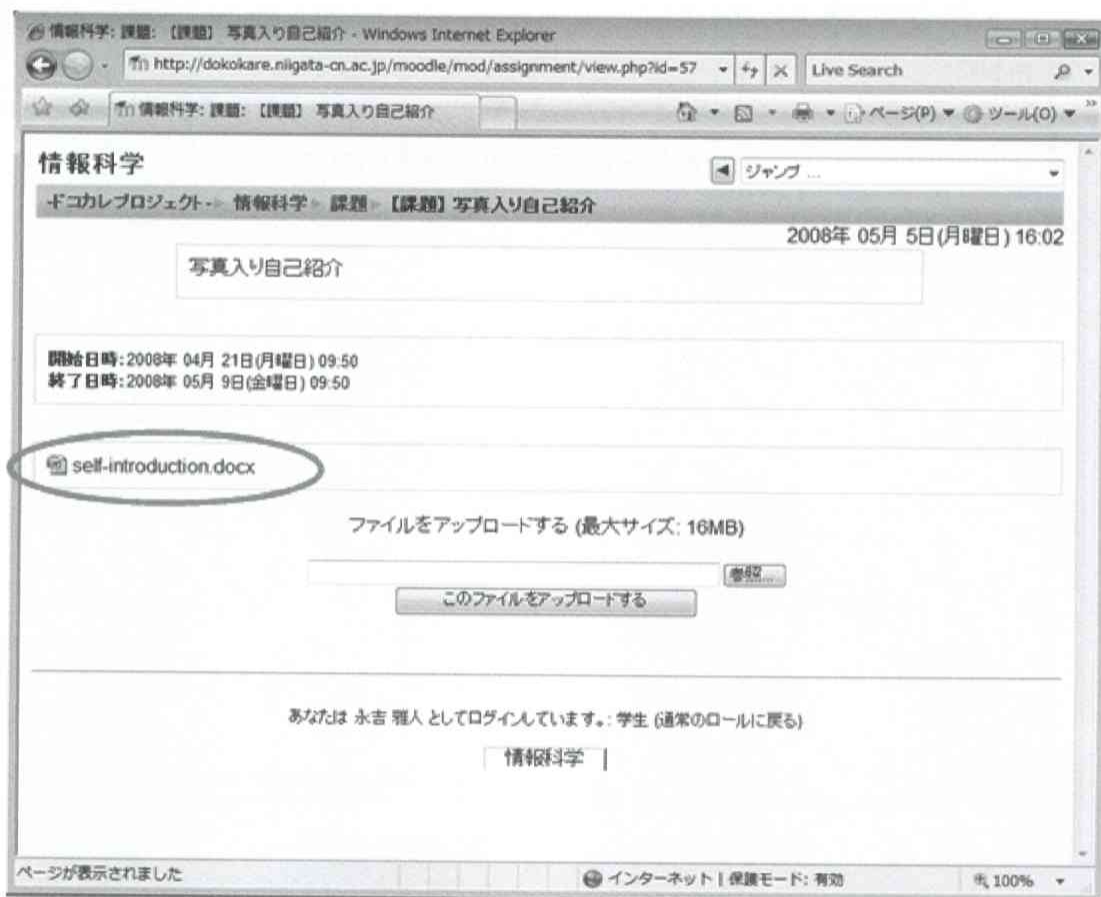 情報科学: 課題: 【課題】 写真入り自己紹介 - Windows Internet Explorer
http://dokokare.niigata-cn.ac.jp/moodle/mod/assignment/view.php?id=57
Live Search
情報科学: 課題: 【課題】 写真入り自己紹介
ページ(P) ツール(O) »
情報科学
ジャンプ ...
ドコカレプロジェクト 情報科学 課題 【課題】写真入り自己紹介
2008年 05月 5日(月曜日) 16:02
写真入り自己紹介
開始日時: 2008年 04月 21日(月曜日) 09:50
終了日時: 2008年 05月 9日(金曜日) 09:50
self-introduction.docx
ファイルをアップロードする (最大サイズ: 16MB)
参照...
このファイルをアップロードする
あなたは 永吉 雅人 としてログインしています。: 学生 (通常のロールに戻る)
情報科学
ページが表示されました
インターネット | 保護モード: 有効
100%